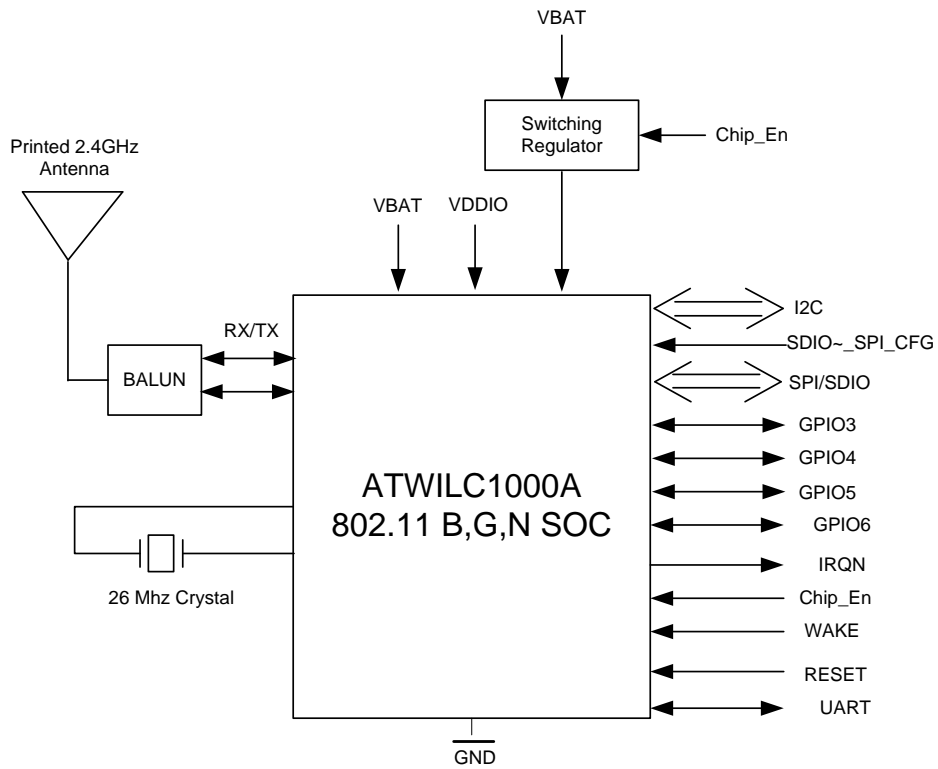 VBAT
Switching
Regulator
Chip_En
Printed 2.4GHz
Antenna
VBAT
VDDIO
RX/TX
BALUN
I2C
SDIO~_SPI_CFG
SPI/SDIO
GPIO3
GPIO4
GPIO5
GPIO6
ATWILC1000A
802.11 B,G,N SOC
IRQN
26 Mhz Crystal
Chip_En
WAKE
RESET
UART
GND